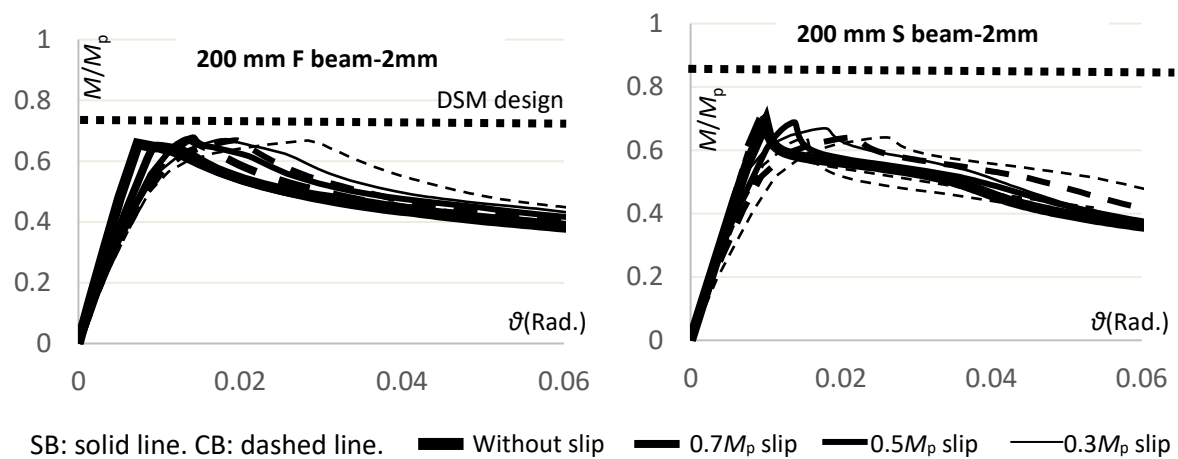 200 mm F beam-2mm
M/Mp
1
0.8
0.6
0.4
0.2
0
DSM design
ϑ(Rad.)
0 0.02 0.04 0.06
200 mm S beam-2mm
M/Mp
1
0.8
0.6
0.4
0.2
0
ϑ(Rad.)
0 0.02 0.04 0.06
SB: solid line. CB: dashed line. Without slip 0.7Mp slip 0.5Mp slip 0.3Mp slip